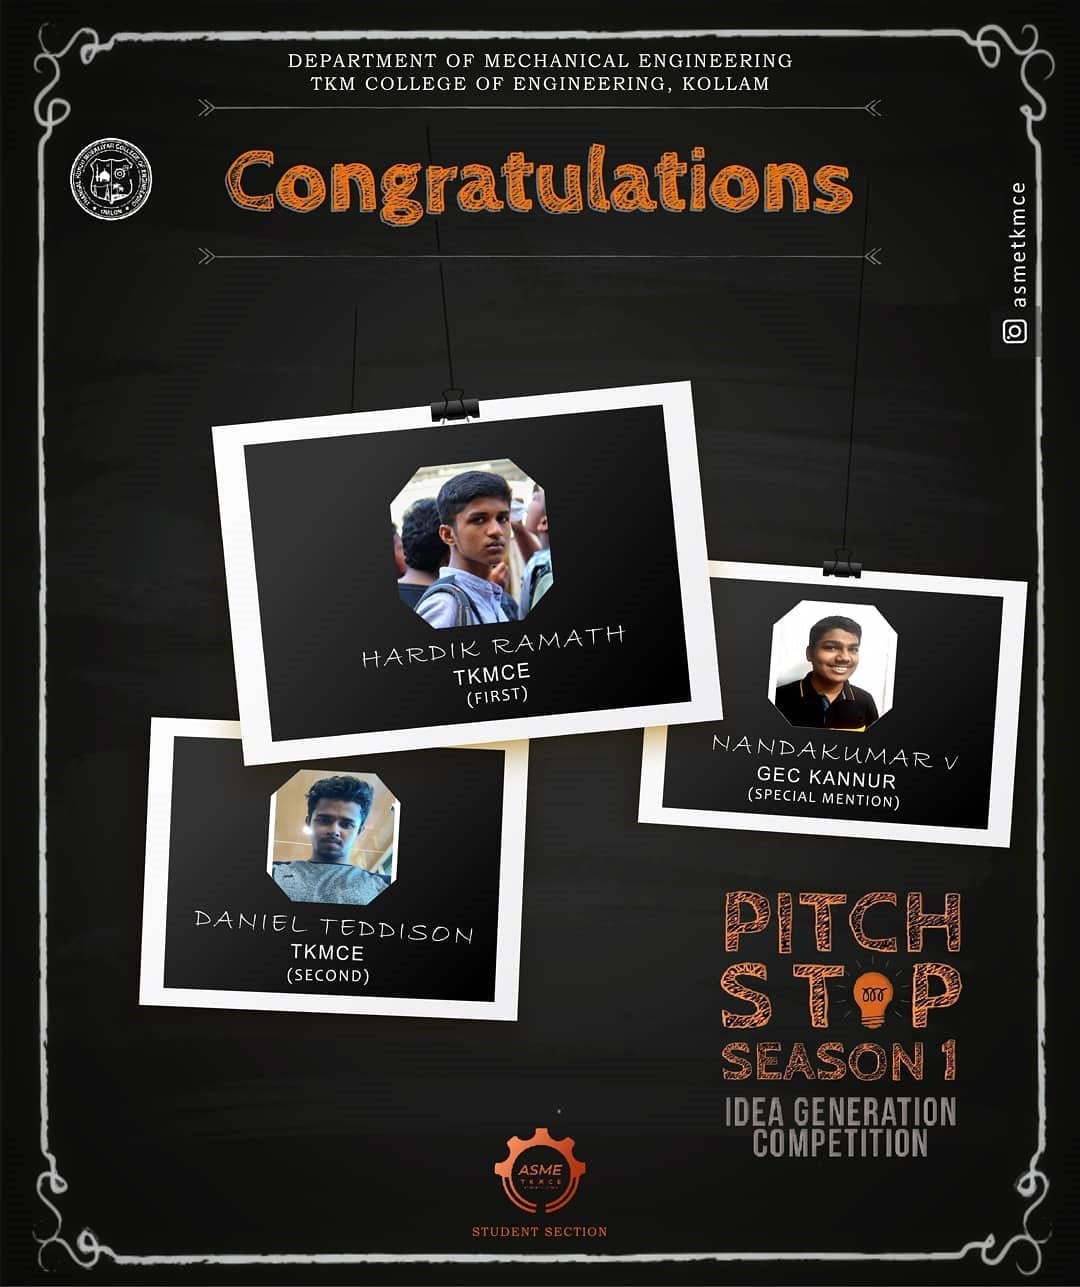 DEPARTMENT OF MECHANICAL ENGINEERING
TKM COLLEGE OF ENGINEERING, KOLLAM
Congratulations
asmetkmce
HARDIK RAMATH
TKMCE
(FIRST)
NANDAKUMAR V
GEC KANNUR
(SPECIAL MENTION)
DANIEL TEDDISON
TKMCE
(SECOND)
PITCH
STOP
SEASON 1
IDEA GENERATION
COMPETITION
ASME
TKMCE
STUDENT SECTION